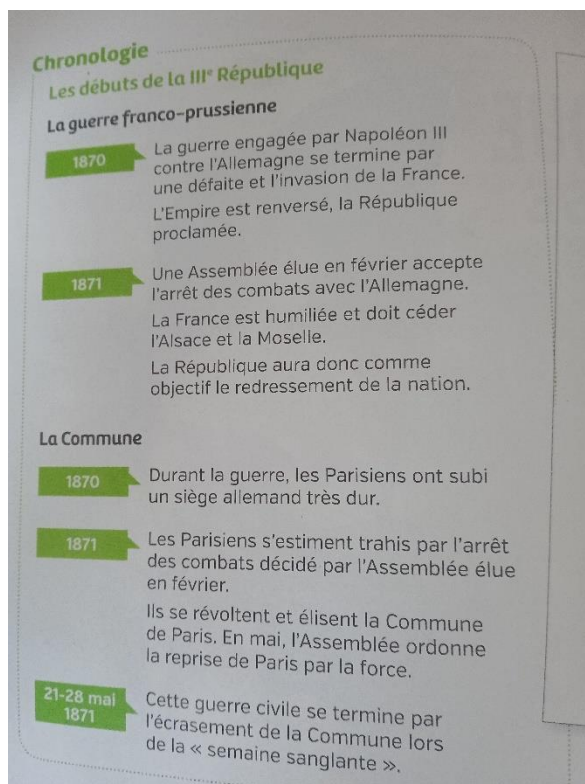 Chronologie
Les débuts de la IIIe République
La guerre franco-prussienne
1870
La guerre engagée par Napoléon III
contre l'Allemagne se termine par
une défaite et l'invasion de la France.
L'Empire est renversé, la République
proclamée.
1871
Une Assemblée élue en février accepte
l'arrêt des combats avec l'Allemagne.
La France est humiliée et doit céder
l'Alsace et la Moselle.
La République aura donc comme
objectif le redressement de la nation.
La Commune
1870
Durant la guerre, les Parisiens ont subi
un siège allemand très dur.
1871
Les Parisiens s'estiment trahis par l'arrêt
des combats décidé par l'Assemblée élue
en février.
Ils se révoltent et élisent la Commune
de Paris. En mai, l'Assemblée ordonne
la reprise de Paris par la force.
21-28 mai
1871
Cette guerre civile se termine par
l'écrasement de la Commune lors
de la « semaine sanglante ».